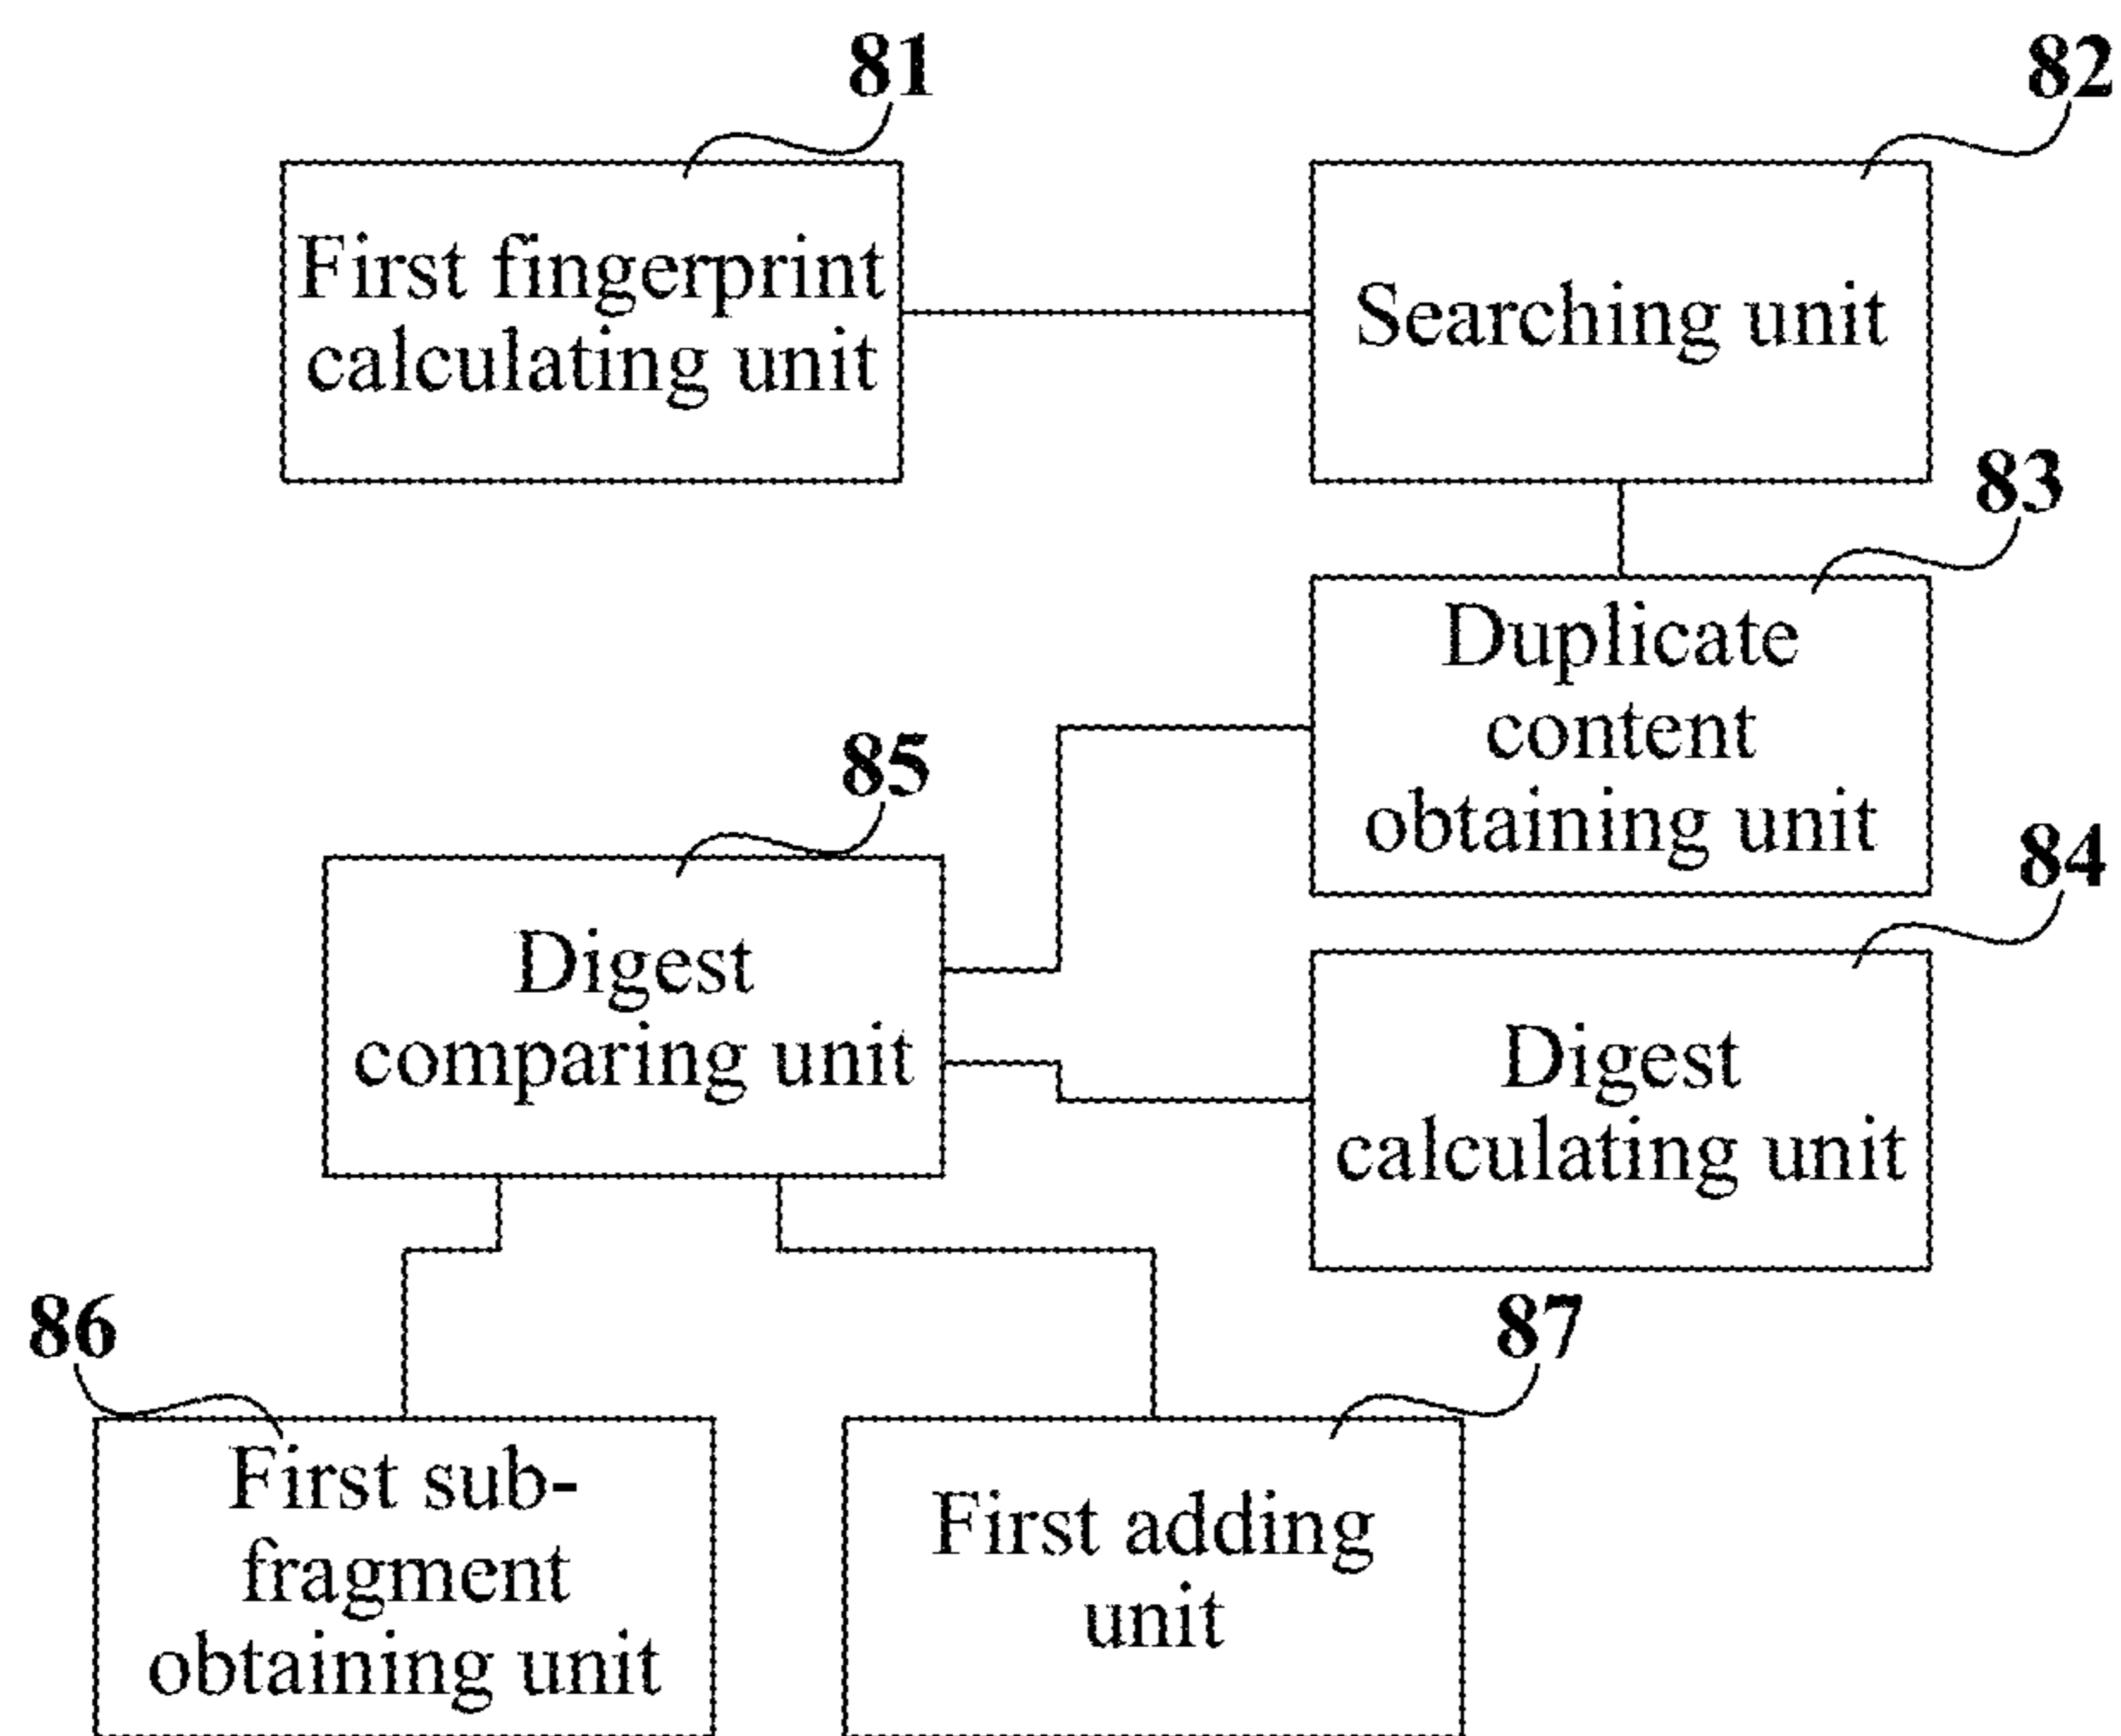 81
82
First fingerprint
calculating unit
Searching unit
83
Duplicate
content
obtaining unit
85
84
Digest
comparing unit
Digest
calculating unit
86
87
First sub-
fragment
obtaining unit
First adding
unit